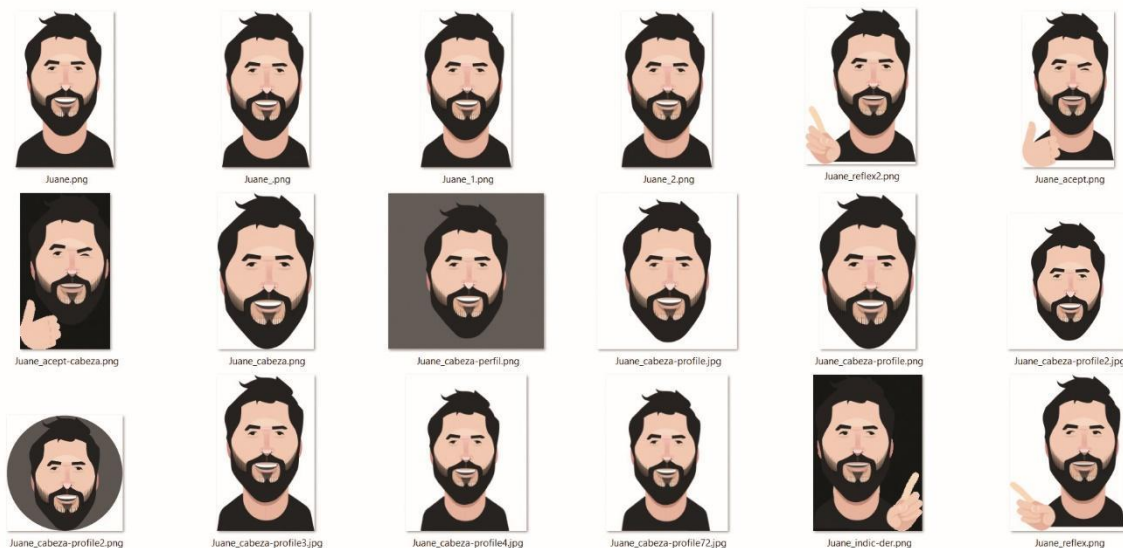 Juane.png
Juane_.png
Juane_1.png
Juane_2.png
Juane_reflex2.png
Juane_acept.png
Juane_acept-cabeza.png
Juane_cabeza.png
Juane_cabeza-perfil.png
Juane_cabeza-profile.jpg
Juane_cabeza-profile.png
Juane_cabeza-profile2.jpg
Juane_cabeza-profile2.png
Juane_cabeza-profile3.jpg
Juane_cabeza-profile4.jpg
Juane_cabeza-profile72.jpg
Juane_indic-der.png
Juane_reflex.png